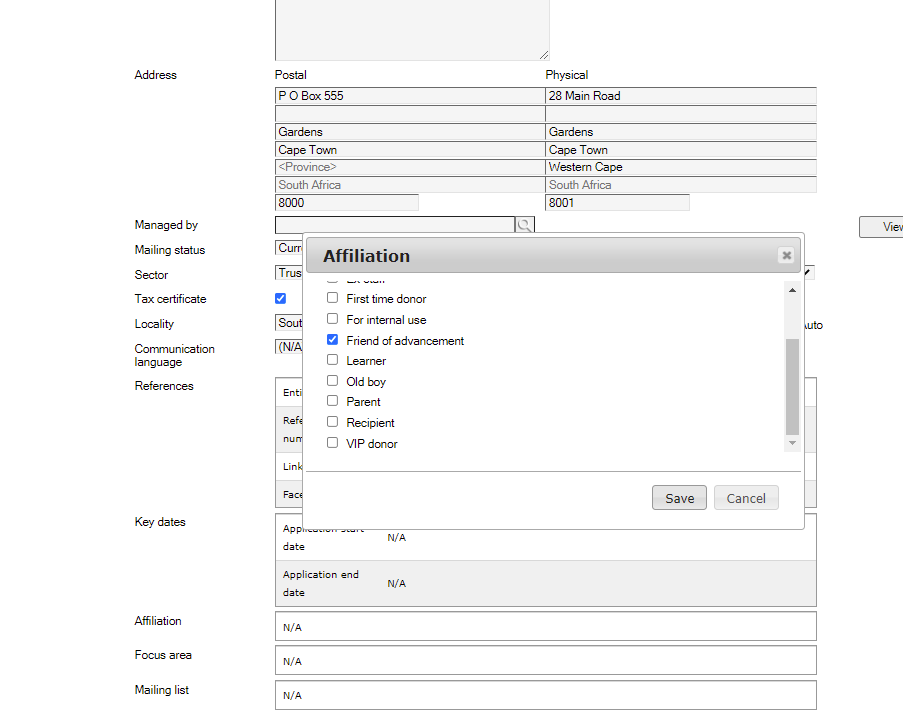 Address Postal Physical
P O Box 555 28 Main Road
Gardens Gardens
Cape Town Cape Town
<Province> Western Cape
South Africa South Africa
8000 8001
Managed by View
Mailing status Curr
Affiliation
Sector Trus
Tax certificate
First time donor
Locality Sout
For internal use
Auto
Friend of advancement
Communication
language
(N/A
Learner
References
Old boy
Enti
Parent
Refe
num
Recipient
VIP donor
Link
Face
Save Cancel
Key dates
Application start
date
N/A
Application end
date
N/A
Affiliation N/A
Focus area N/A
Mailing list N/A